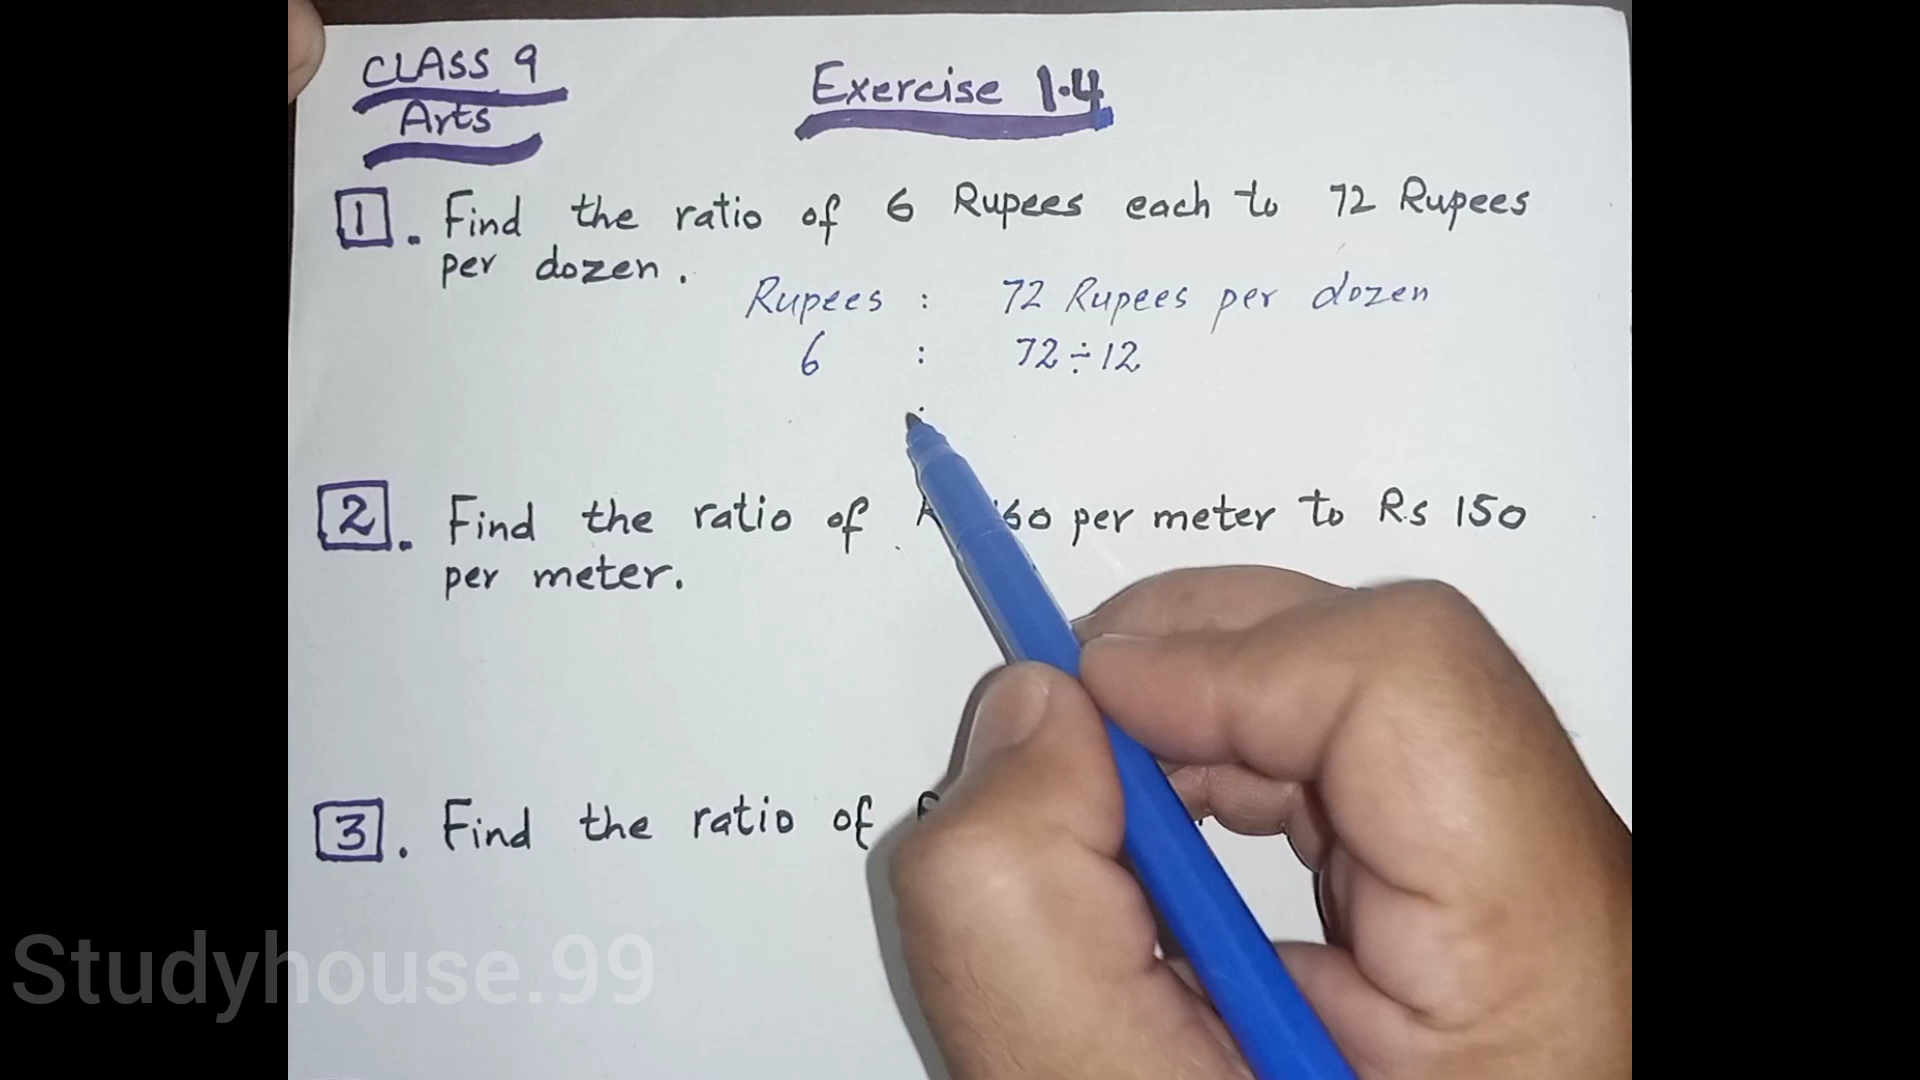 CLASS 9
Arts
Exercise 1.4
1. Find the ratio of 6 Rupees each to 72 Rupees
per dozen.
Rupees : 72 Rupees per dozen
6 : 72÷12
2. Find the ratio of 60 per meter to Rs 150
per meter.
3. Find the ratio of
Studyhouse.99